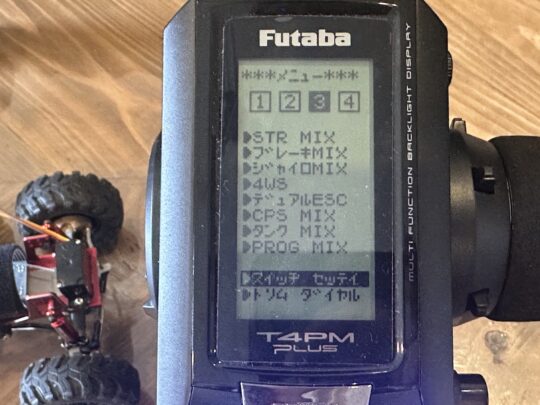 Futaba
***メニュー***
1 2 3 4
STR MIX
ブレーキMIX
ジャイロMIX
4WS
デュアルESC
CPS MIX
タンク MIX
PROG MIX
スイッチ セッテイ
トリム ダイヤル
T4PM
PLUS
MULTI FUNCTION BACKLIGHT DISPLAY